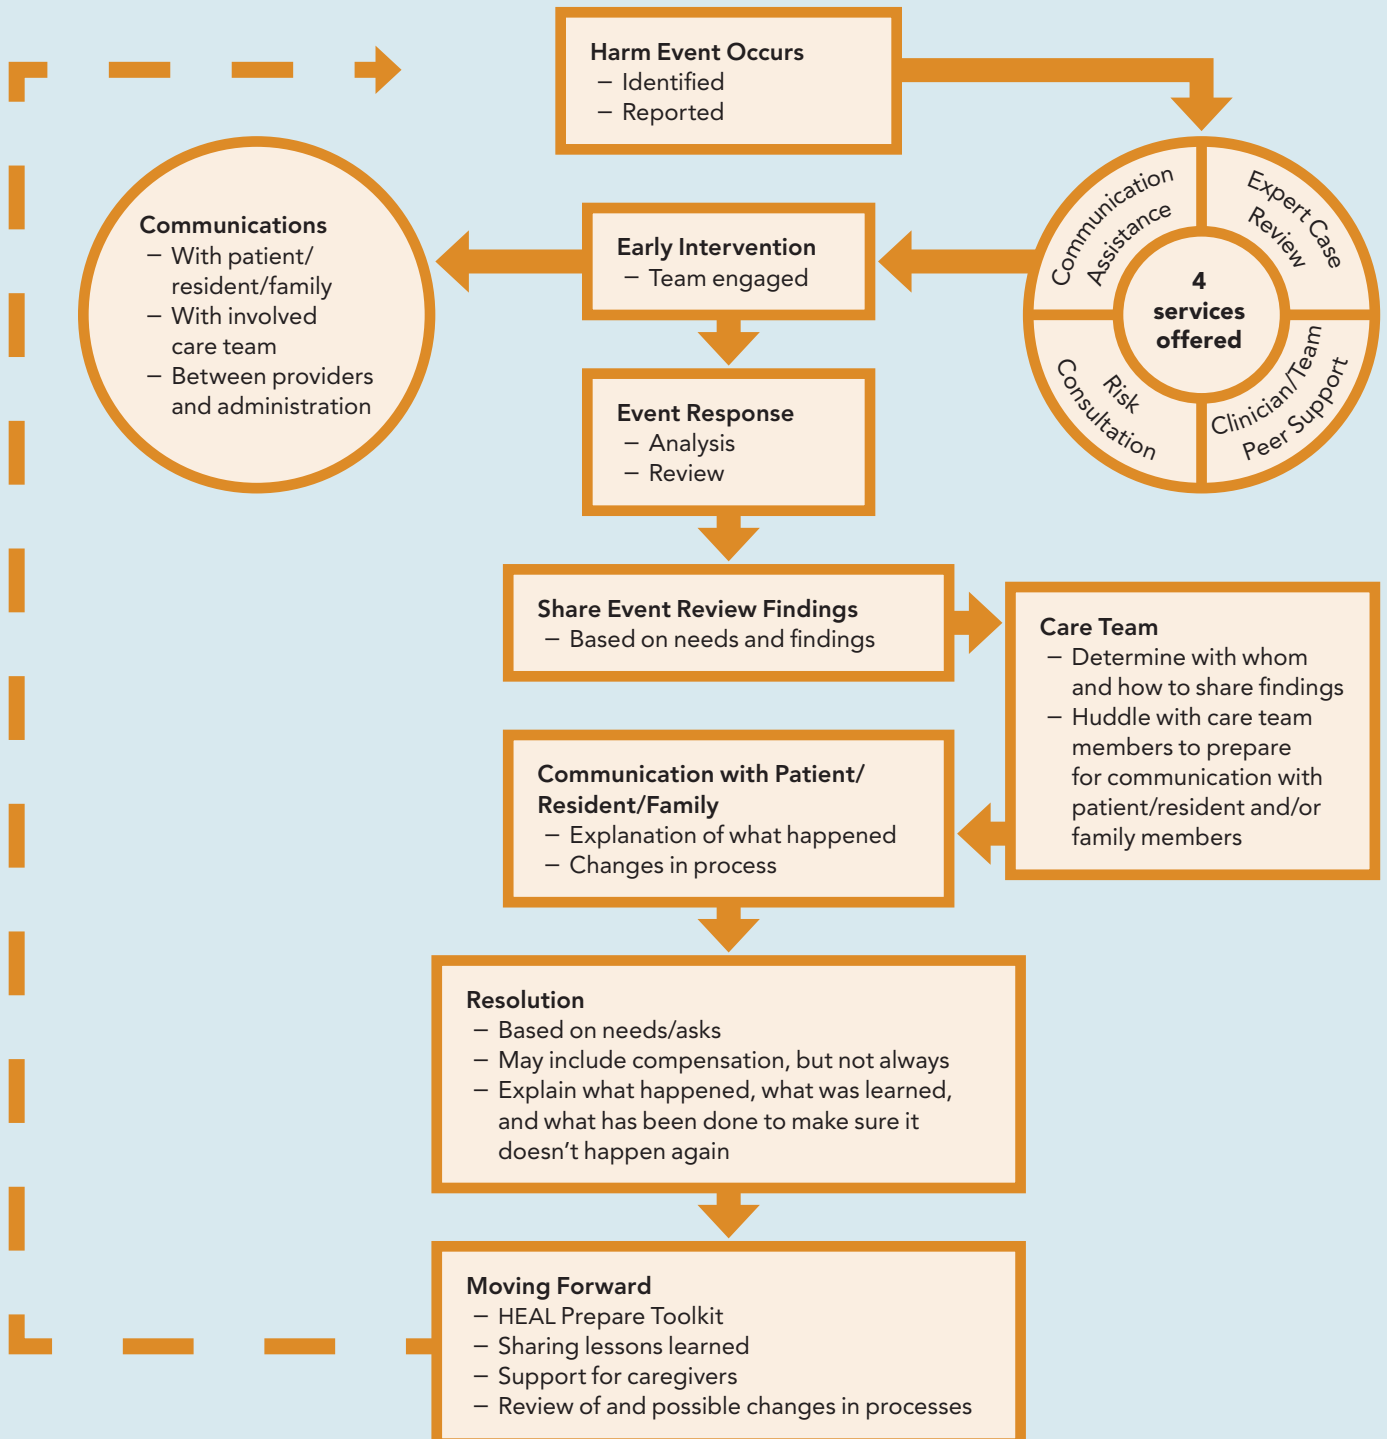 Harm Event Occurs
– Identified
– Reported
Communication
Assistance
Expert Case
Review
4
services
offered
Risk
Consultation
Clinician/Team
Peer Support
Early Intervention
– Team engaged
Communications
– With patient/
resident/family
– With involved
care team
– Between providers
and administration
Event Response
– Analysis
– Review
Share Event Review Findings
– Based on needs and findings
Care Team
– Determine with whom
and how to share findings
– Huddle with care team
members to prepare
for communication with
patient/resident and/or
family members
Communication with Patient/
Resident/Family
– Explanation of what happened
– Changes in process
Resolution
– Based on needs/asks
– May include compensation, but not always
– Explain what happened, what was learned,
and what has been done to make sure it
doesn't happen again
Moving Forward
– HEAL Prepare Toolkit
– Sharing lessons learned
– Support for caregivers
– Review of and possible changes in processes